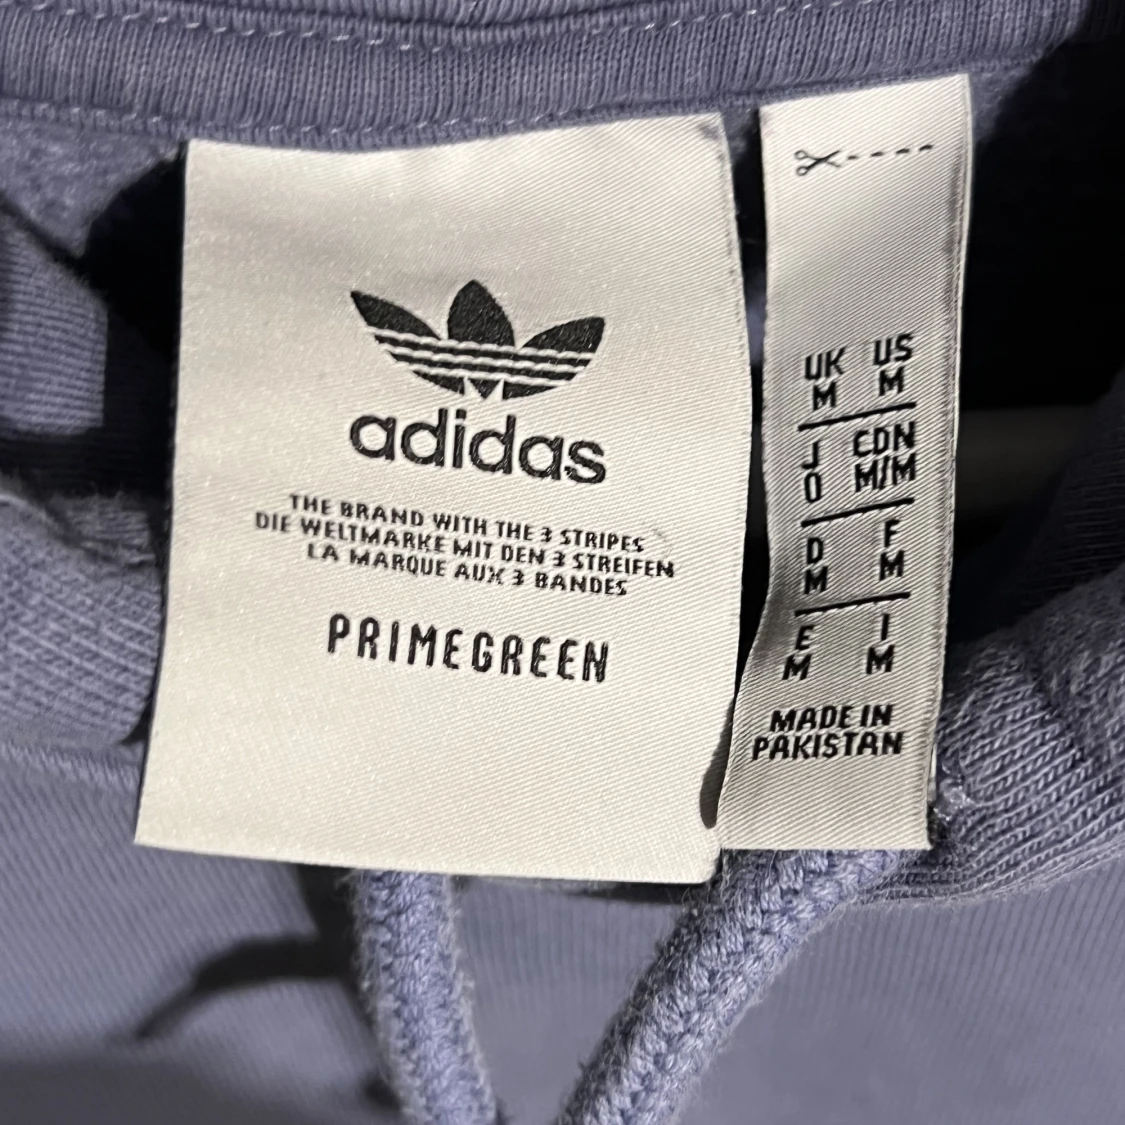 adidas
THE BRAND WITH THE 3 STRIPES
DIE WELTMARKE MIT DEN 3 STREIFEN
LA MARQUE AUX 3 BANDES
PRIMEGREEN
UK US
M M
J CDN
O M/M
D F
M M
E I
M M
MADE IN
PAKISTAN